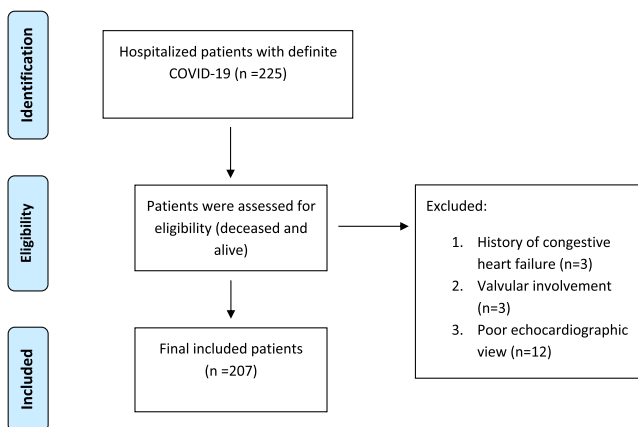 Identification
Hospitalized patients with definite
COVID-19 (n =225)
Eligibility
Patients were assessed for
eligibility (deceased and
alive)
Excluded:
1. History of congestive
heart failure (n=3)
2. Valvular involvement
(n=3)
3. Poor echocardiographic
view (n=12)
Included
Final included patients
(n =207)